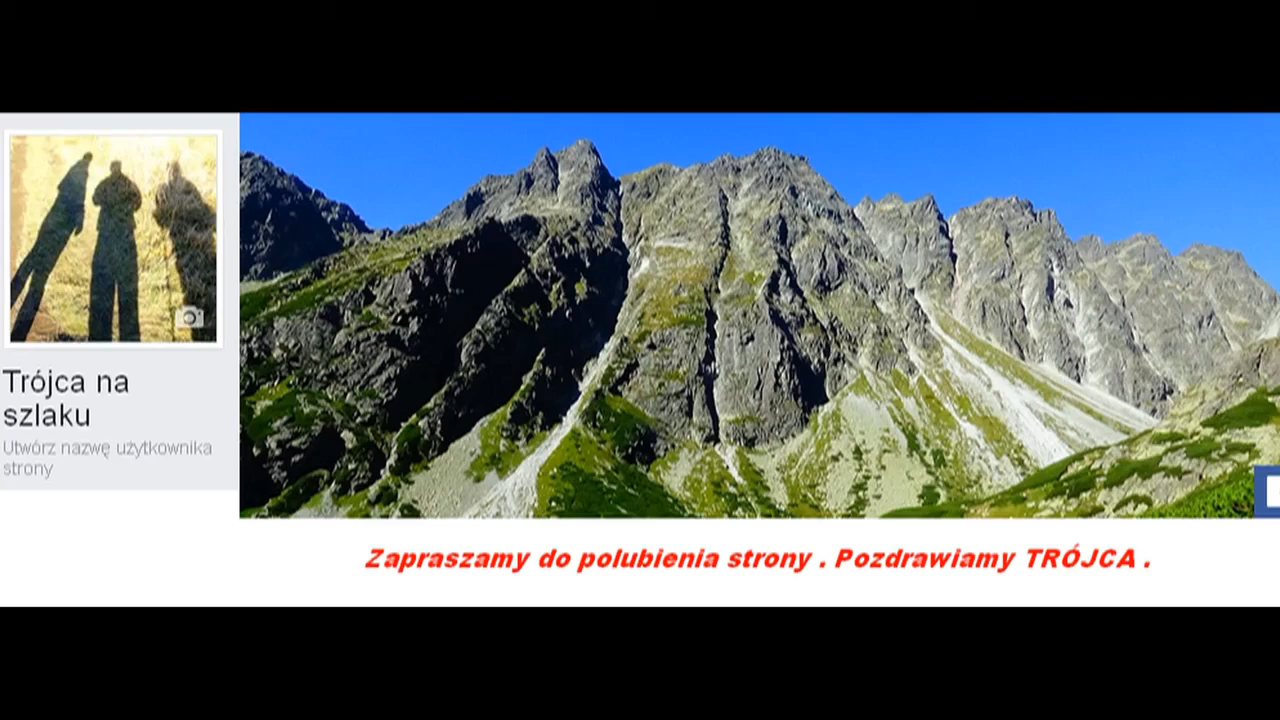 Trójca na
szlaku
Utwórz nazwę użytkownika
strony
Zapraszamy do polubienia strony . Pozdrawiamy TRÓJCA .